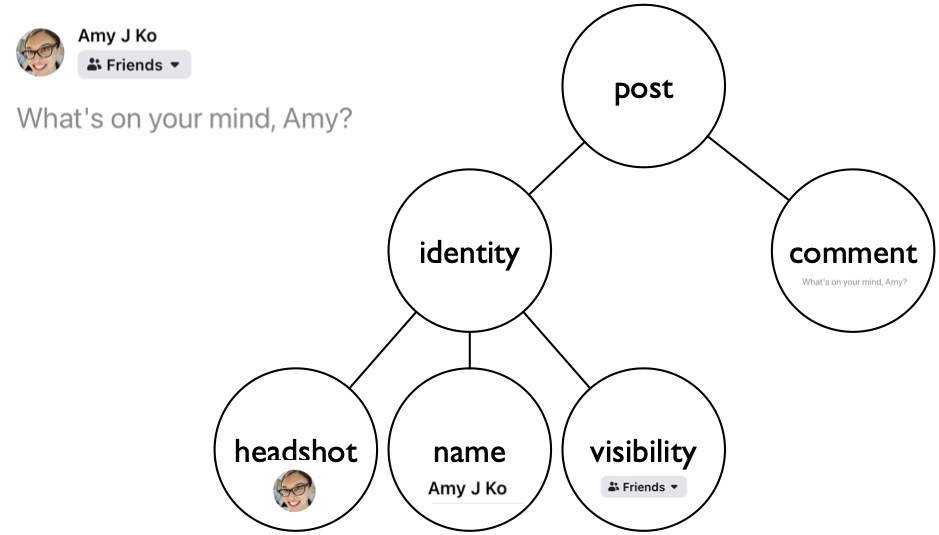 Amy J Ko
Friends
What's on your mind, Amy?
post
identity
comment
What's on your mind, Amy?
headshot
name
Amy J Ko
visibility
Friends